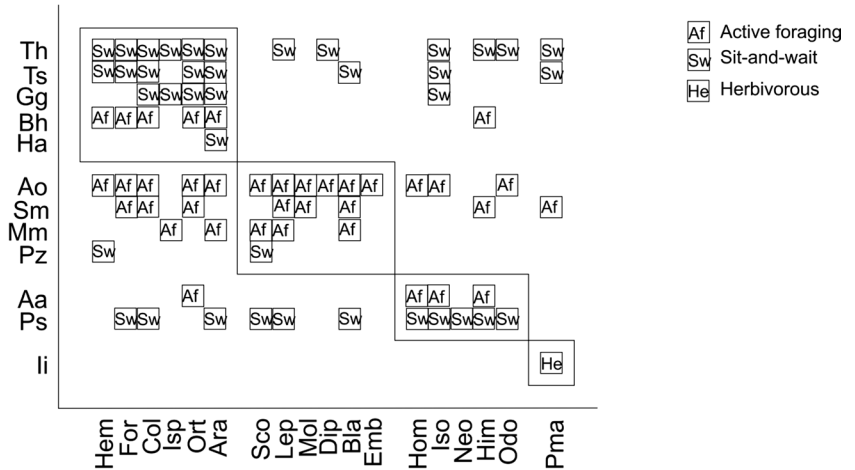 Af Active foraging
Sw Sit-and-wait
He Herbivorous
Th Sw Sw Sw Sw Sw Sw Sw Sw Sw Sw Sw Sw
Ts Sw Sw Sw Sw Sw Sw Sw Sw
Gg Sw Sw Sw Sw Sw
Bh Af Af Af Af Af Af
Ha Sw
Ao Af Af Af Af Af Af Af Af Af Af Af Af Af Af
Sm Af Af Af Af Af Af Af Af
Mm Af Af Af Af Af
Pz Sw Sw
Aa Af Af Af Af
Ps Sw Sw Sw Sw Sw Sw Sw Sw Sw Sw Sw
Ii He
Hem For Col Isp Ort Ara Sco Lep Mol Dip Bla Emb Hom Iso Neo Him Odo Pma